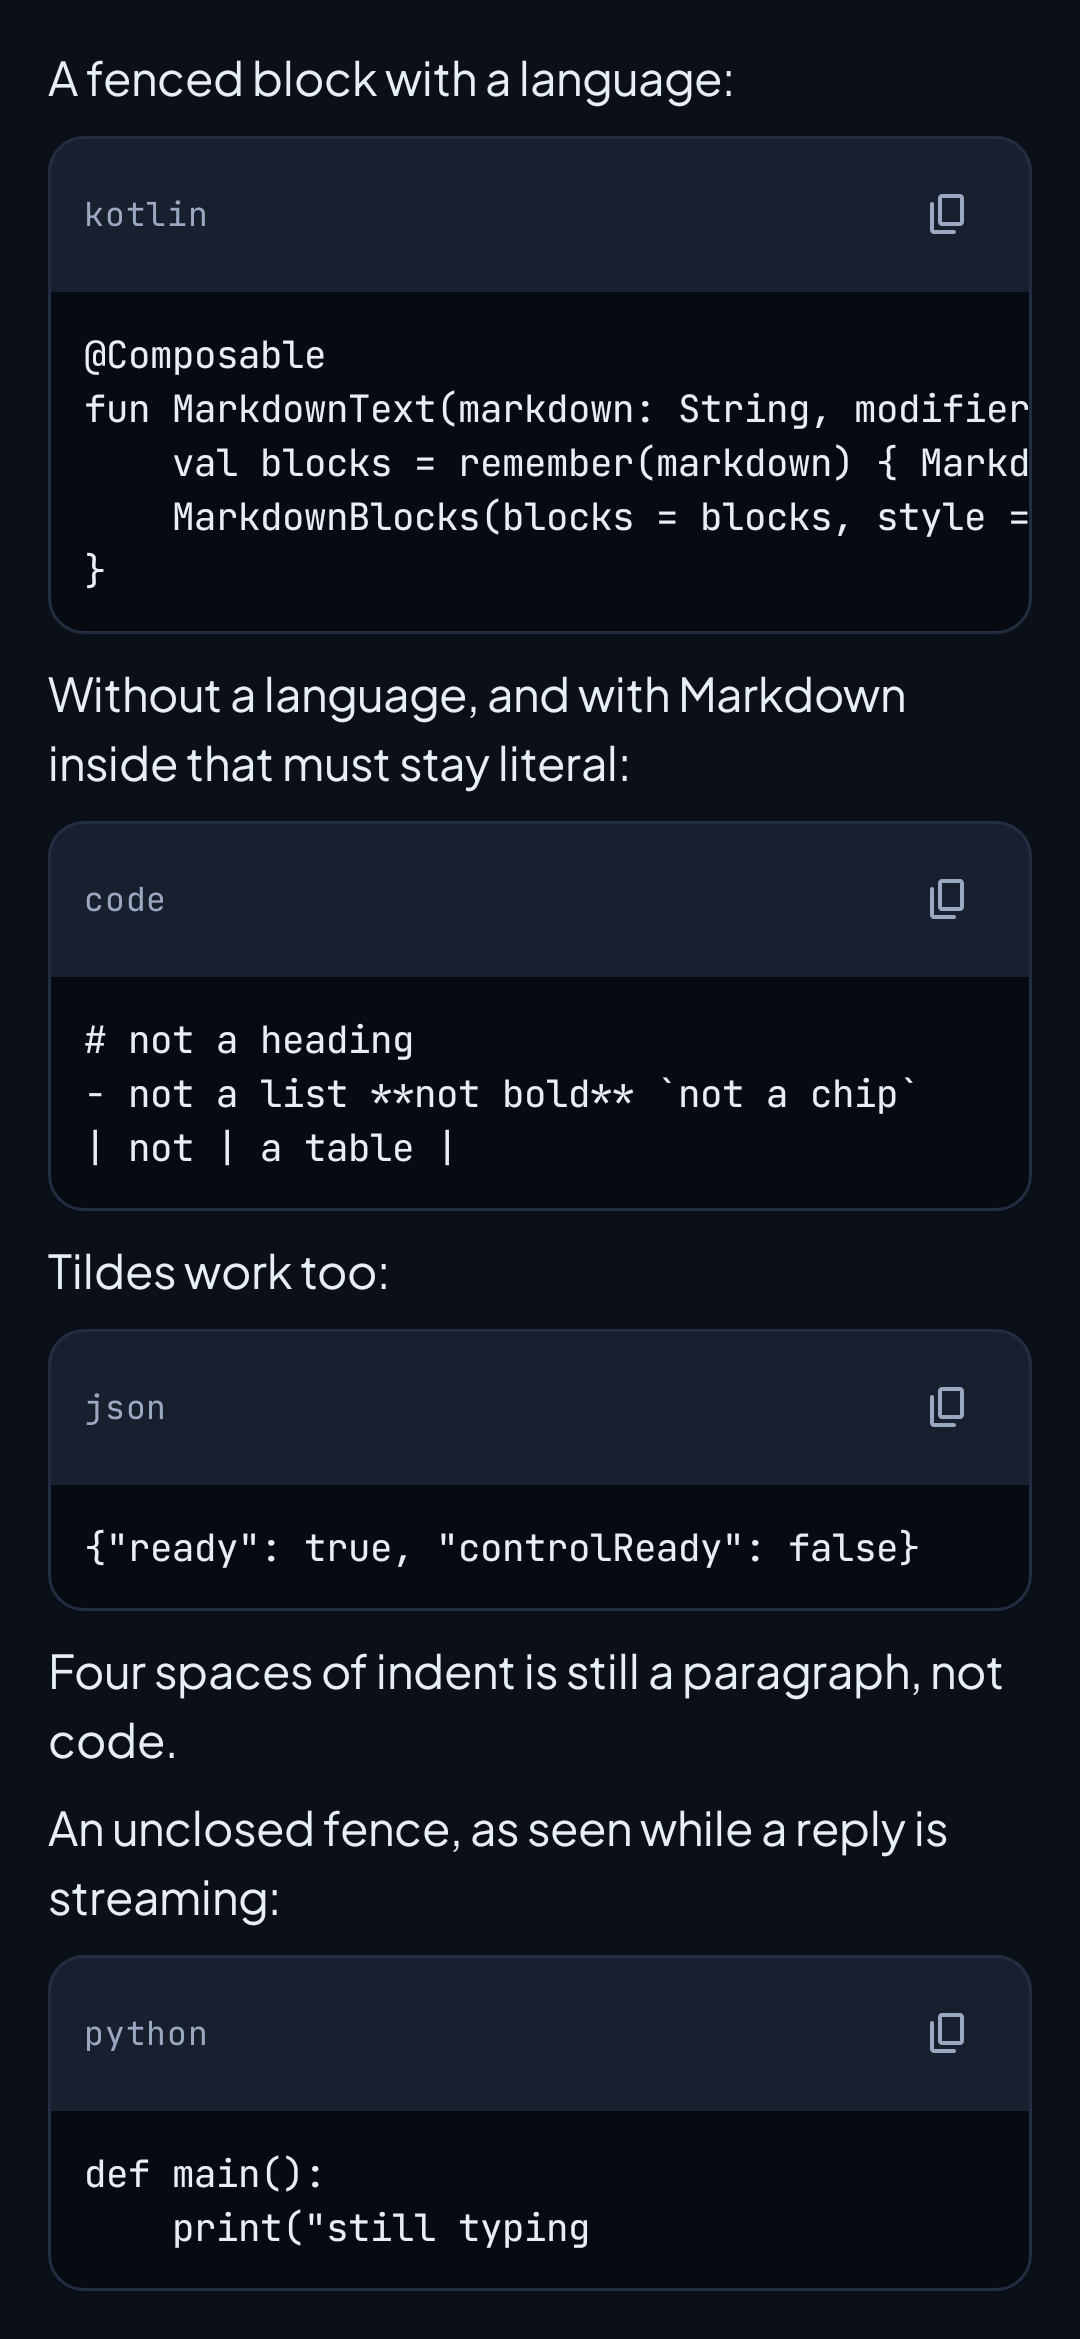 A fenced block with a language:
kotlin
@Composable
fun MarkdownText(markdown: String, modifier
    val blocks = remember(markdown) { Markd
    MarkdownBlocks(blocks = blocks, style =
}
Without a language, and with Markdown
inside that must stay literal:
code
# not a heading
- not a list **not bold** `not a chip`
| not | a table |
Tildes work too:
json
{"ready": true, "controlReady": false}
Four spaces of indent is still a paragraph, not
code.
An unclosed fence, as seen while a reply is
streaming:
python
def main():
    print("still typing